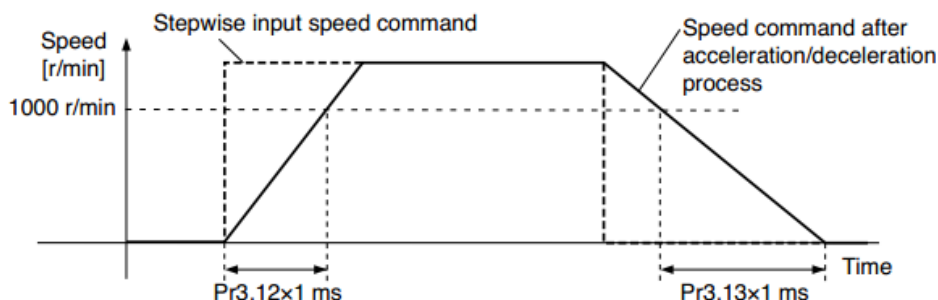 Stepwise input speed command
Speed
[r/min]
Speed command after
acceleration/deceleration
process
1000 r/min
Time
Pr3.12×1 ms
Pr3.13×1 ms